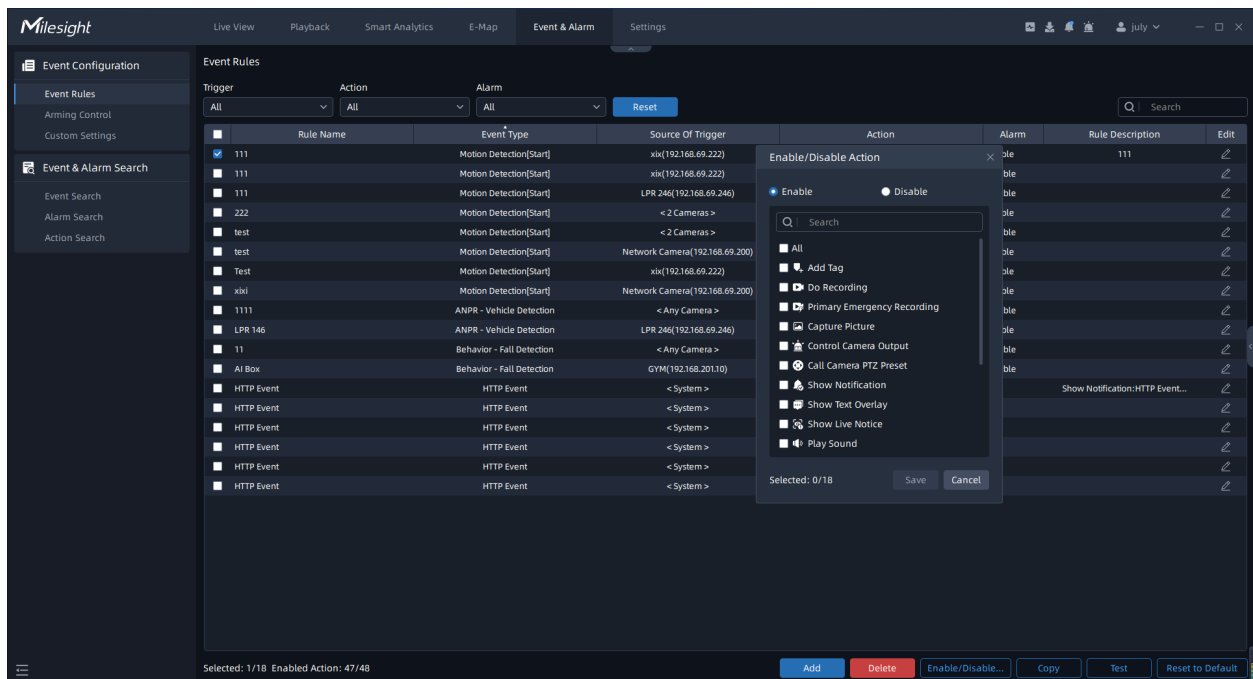 Milesight Live View Playback Smart Analytics E-Map Event & Alarm Settings july
Event Configuration
Event Rules
Arming Control
Custom Settings
Event & Alarm Search
Event Search
Alarm Search
Action Search
Event Rules
Trigger Action Alarm
All All All Reset Search
Rule Name Event Type Source Of Trigger Action Alarm Rule Description Edit
111 Motion Detection[Start] xix(192.168.69.222) 111
111 Motion Detection[Start] xix(192.168.69.222)
111 Motion Detection[Start] LPR 246(192.168.69.246)
222 Motion Detection[Start] < 2 Cameras >
test Motion Detection[Start] < 2 Cameras >
test Motion Detection[Start] Network Camera(192.168.69.200)
Test Motion Detection[Start] xix(192.168.69.222)
xixi Motion Detection[Start] Network Camera(192.168.69.200)
1111 ANPR - Vehicle Detection < Any Camera >
LPR 146 ANPR - Vehicle Detection LPR 246(192.168.69.246)
11 Behavior - Fall Detection < Any Camera >
AI Box Behavior - Fall Detection GYM(192.168.201.10)
HTTP Event HTTP Event < System > Show Notification:HTTP Event...
HTTP Event HTTP Event < System >
HTTP Event HTTP Event < System >
HTTP Event HTTP Event < System >
HTTP Event HTTP Event < System >
HTTP Event HTTP Event < System >
Enable/Disable Action
Enable Disable
Search
All
Add Tag
Do Recording
Primary Emergency Recording
Capture Picture
Control Camera Output
Call Camera PTZ Preset
Show Notification
Show Text Overlay
Show Live Notice
Play Sound
Selected: 0/18 Save Cancel
Selected: 1/18 Enabled Action: 47/48 Add Delete Enable/Disable... Copy Test Reset to Default